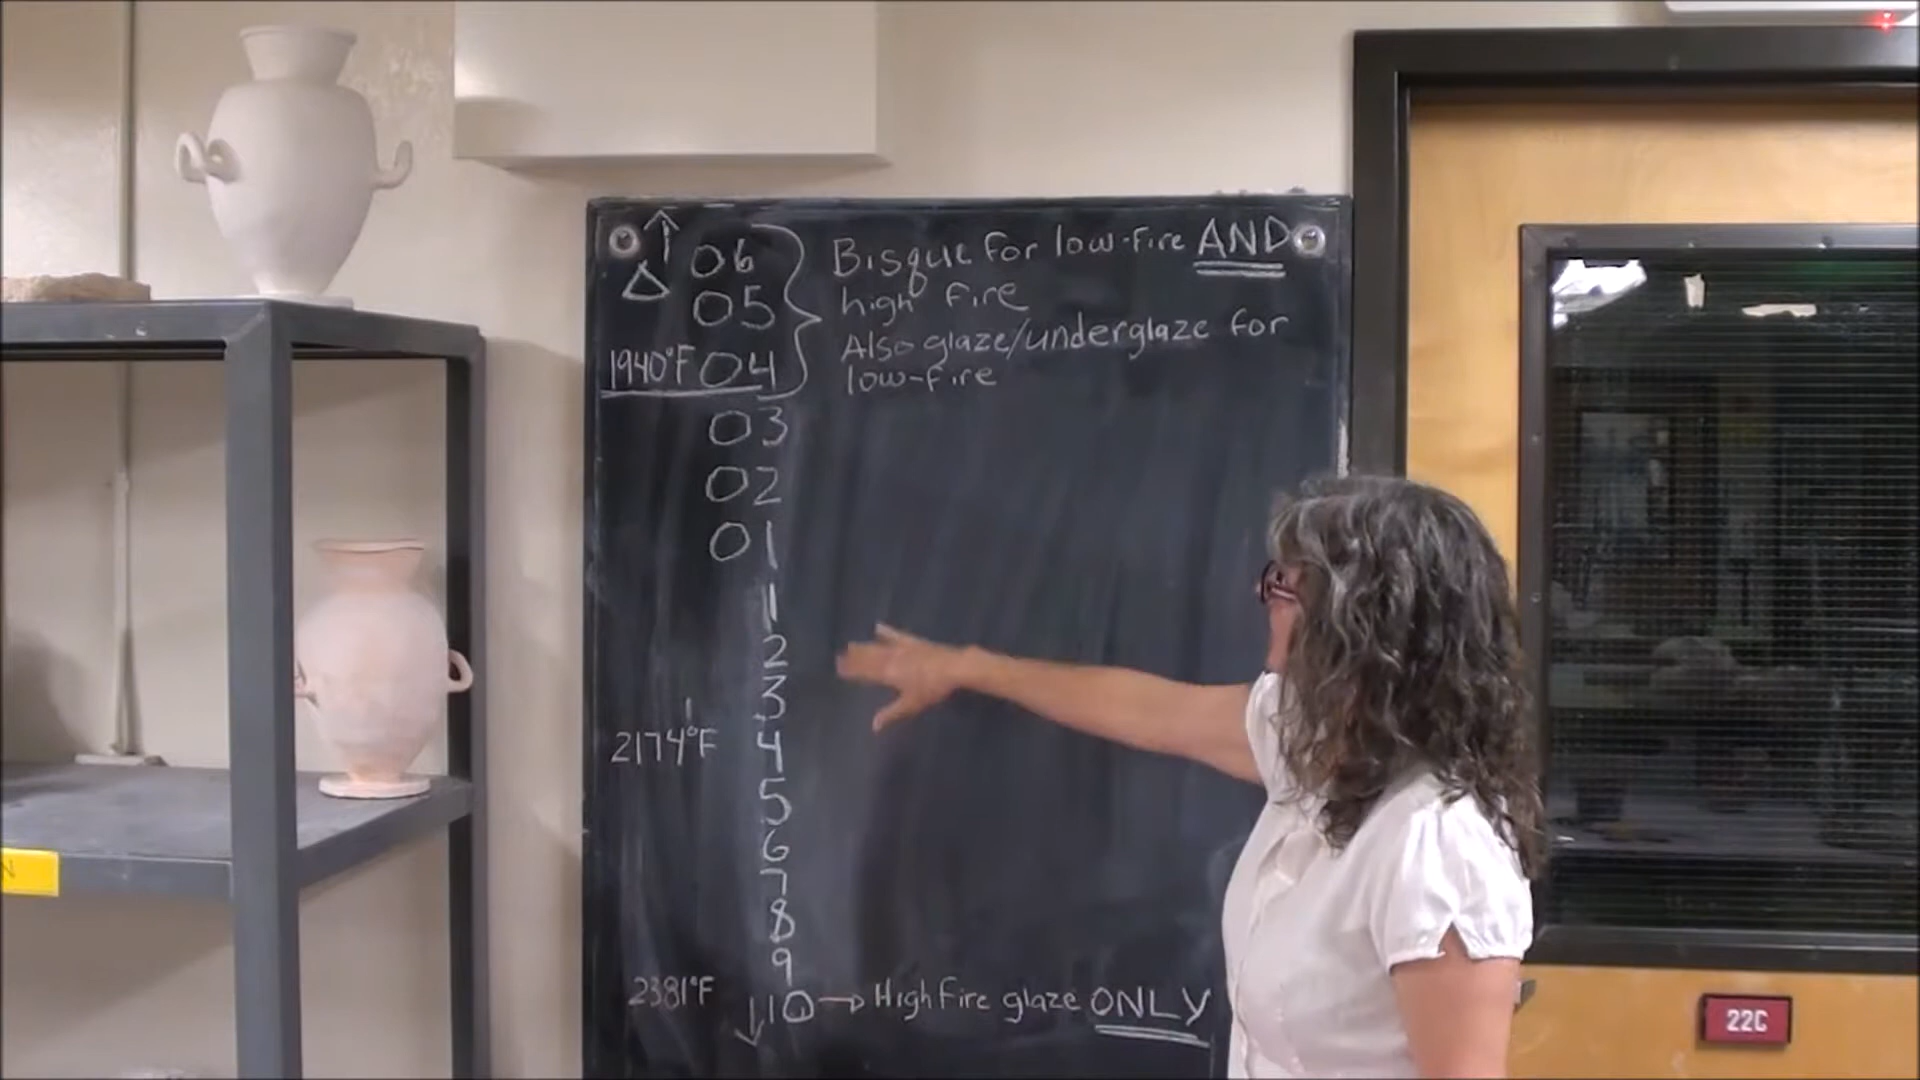 06 Bisque for low-fire AND
05 high fire
Also glaze/underglaze for
1940°F 04 low-fire
03
02
01
1
2
3
2174°F 4
5
6
7
8
9
2381°F 10 → High Fire glaze ONLY
22C